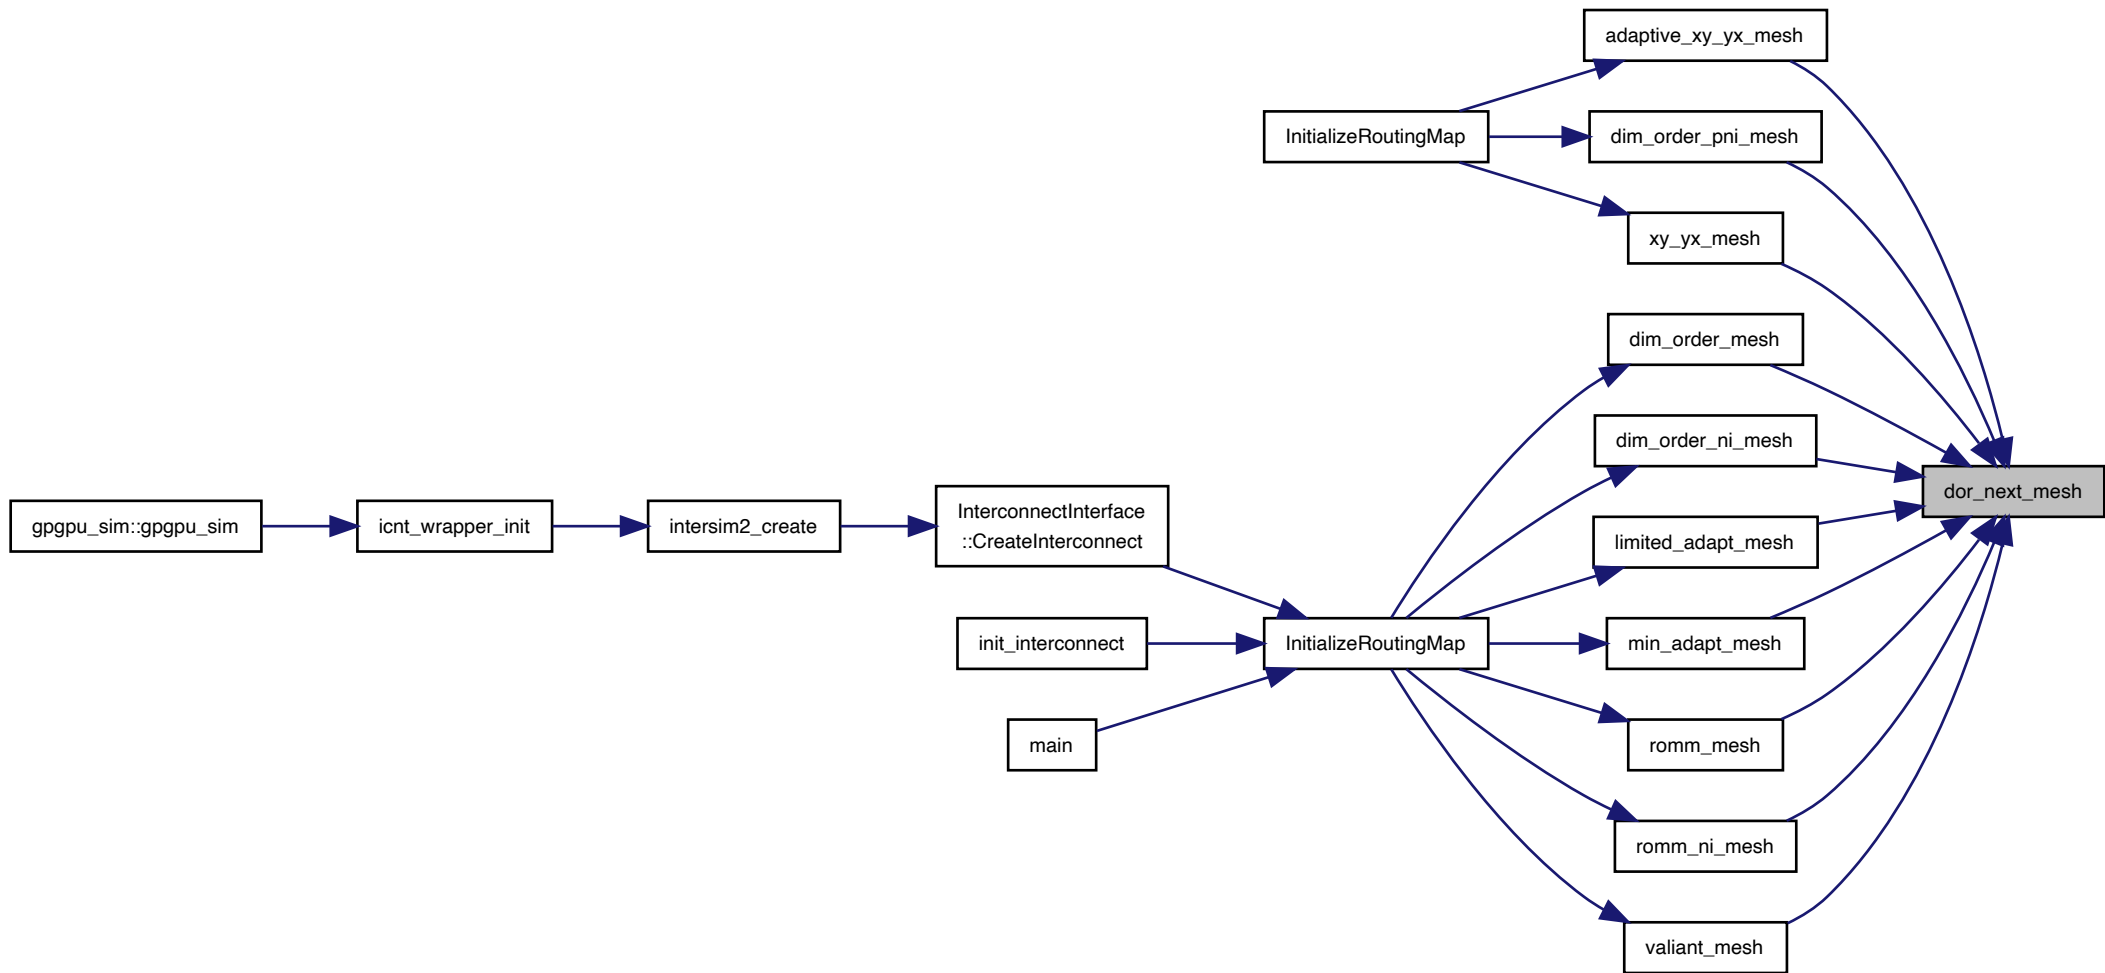 adaptive_xy_yx_mesh
InitializeRoutingMap
dim_order_pni_mesh
xy_yx_mesh
dim_order_mesh
dim_order_ni_mesh
dor_next_mesh
gpgpu_sim::gpgpu_sim
icnt_wrapper_init
intersim2_create
InterconnectInterface
::CreateInterconnect
limited_adapt_mesh
init_interconnect
InitializeRoutingMap
min_adapt_mesh
main
romm_mesh
romm_ni_mesh
valiant_mesh